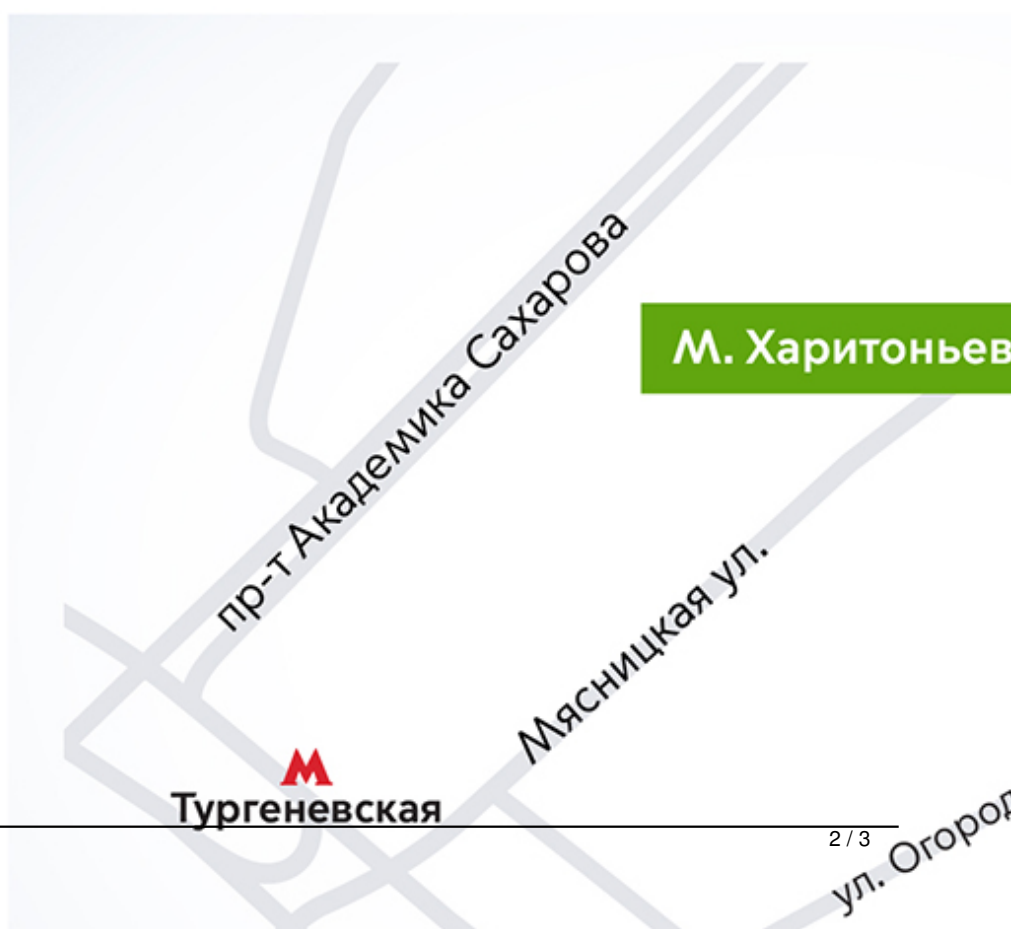 пр-т Академика Сахарова
М. Харитоньев
Мясницкая ул.
Тургеневская
2 / 3
ул. Огород